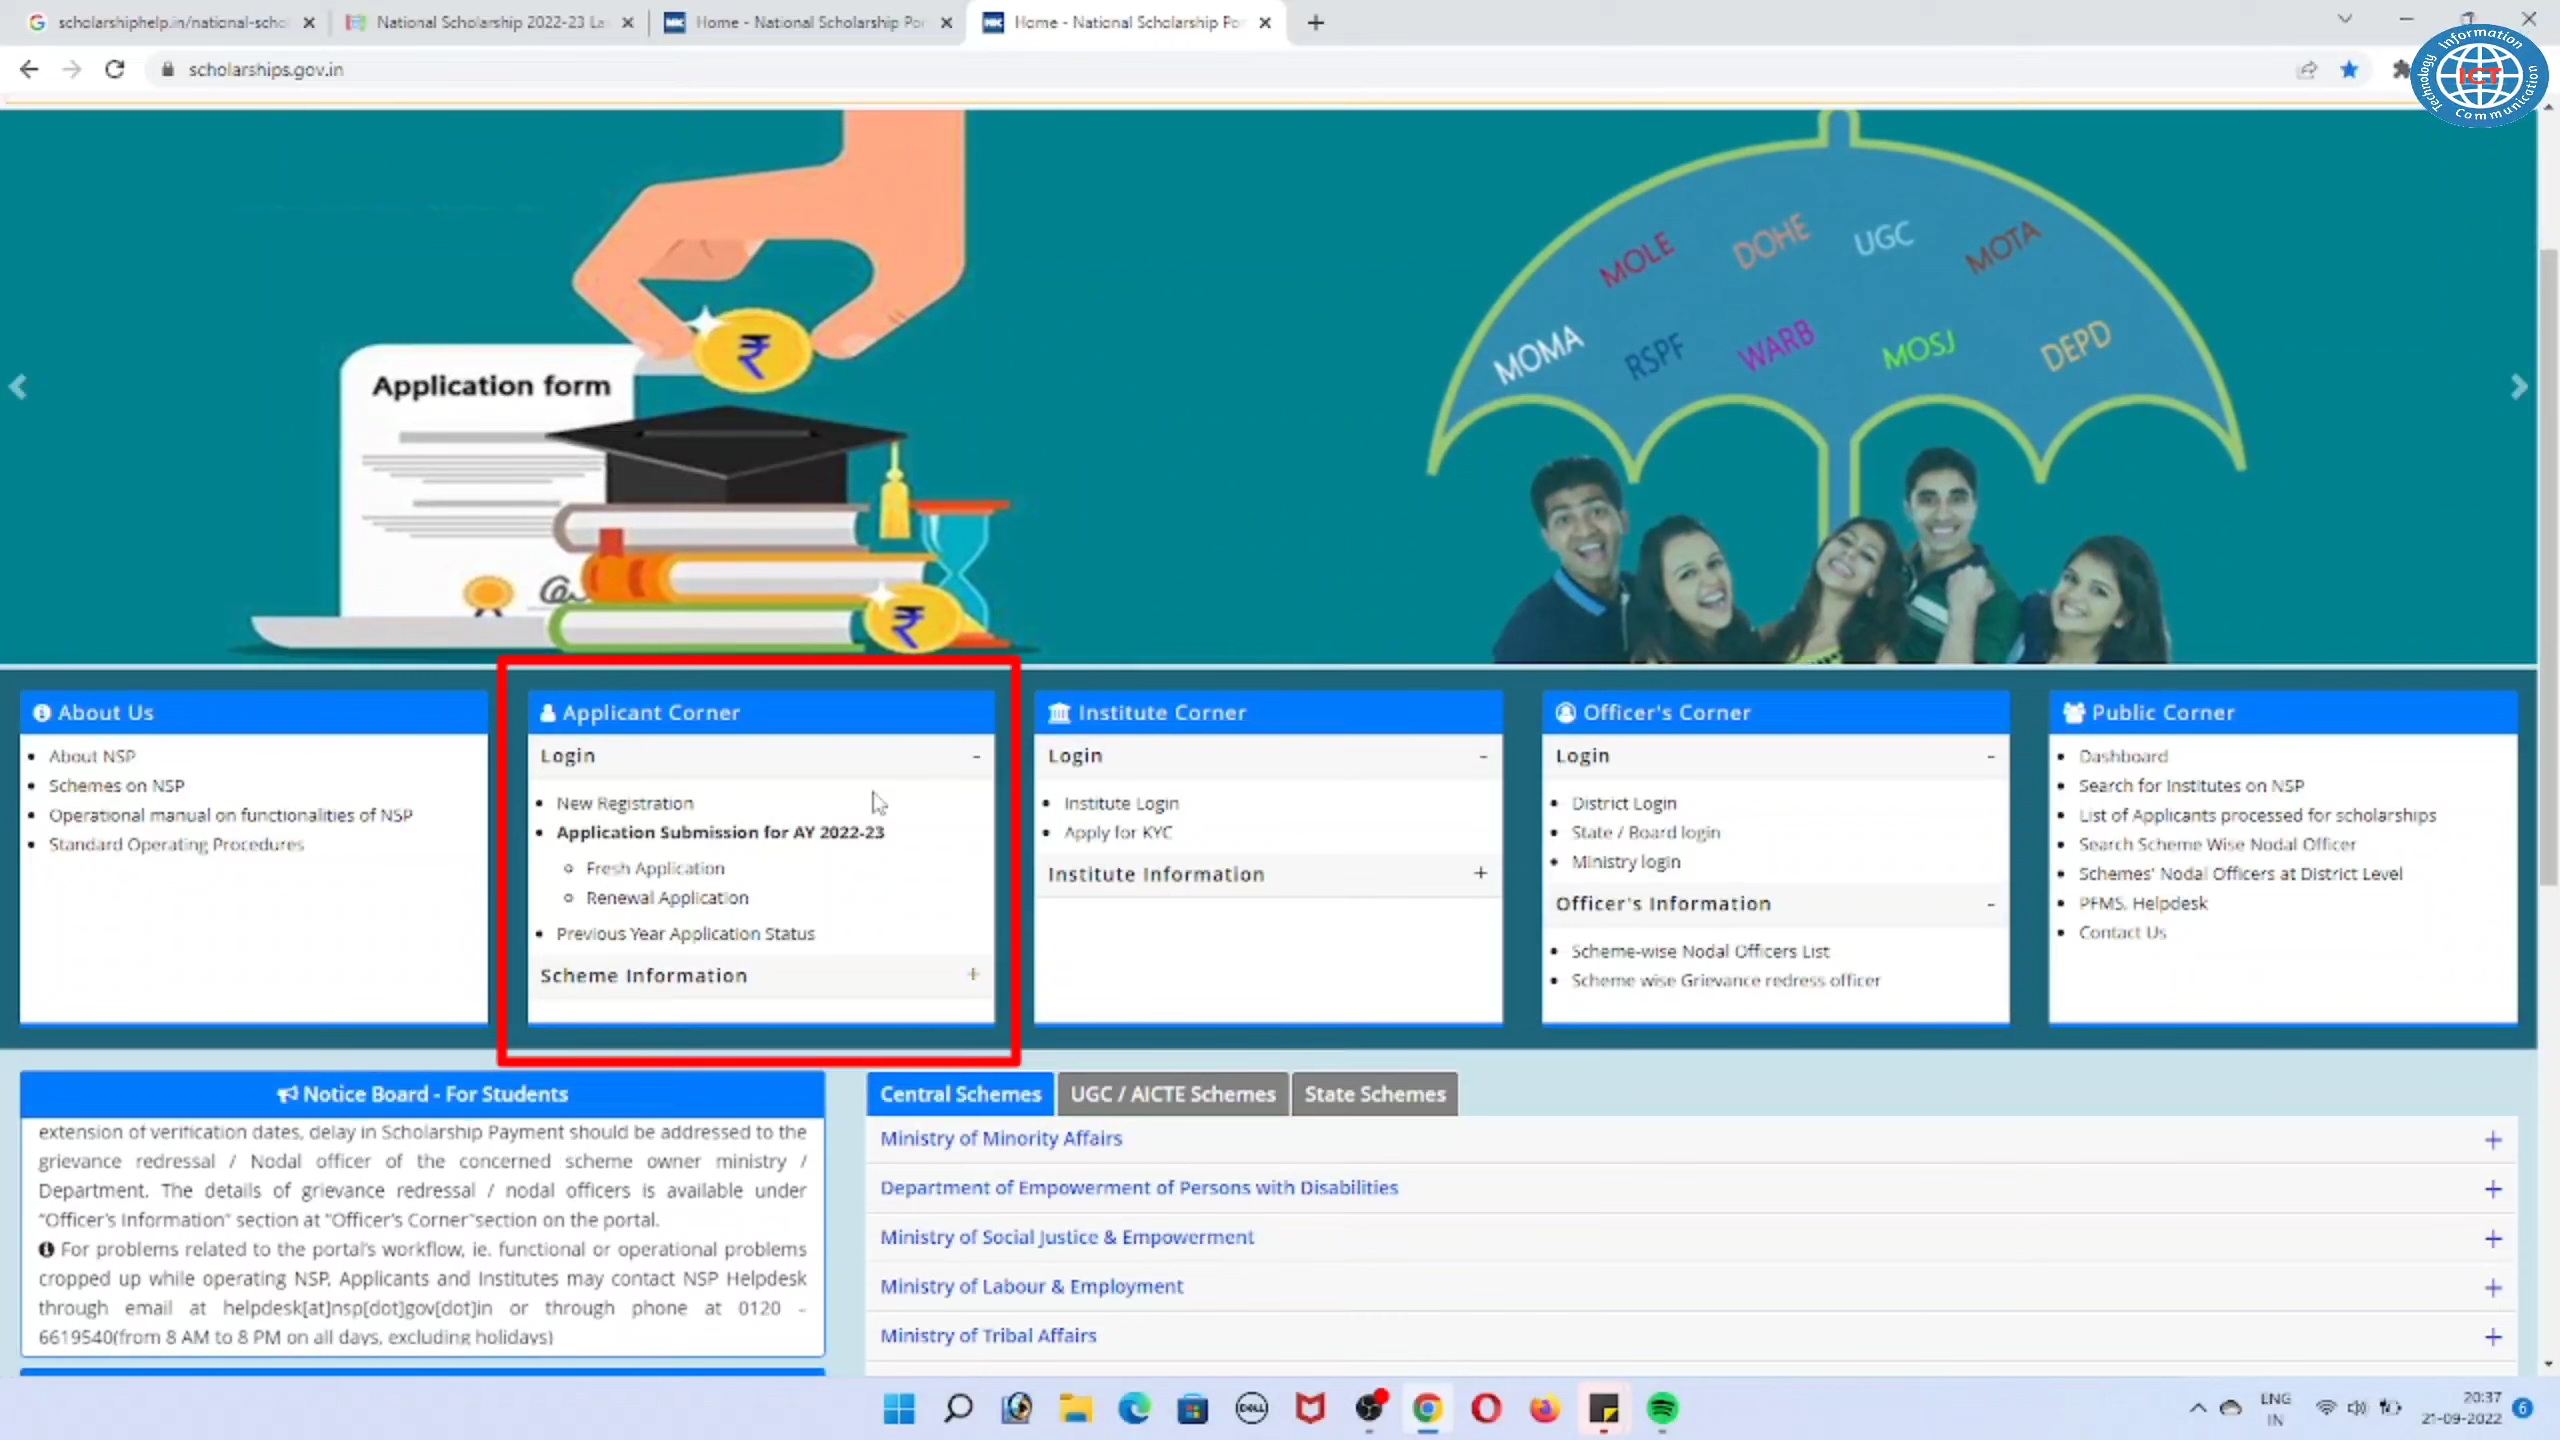 scholarshiphelp.in/national-scho
National Scholarship 2022-23 La
Home - National Scholarship Po
Home - National Scholarship Po
scholarships.gov.in
Information
Technology
ICT
Communication
Application form
₹
₹
MOLE
DOHE
UGC
MOTA
MOMA
RSPF
WARB
MOSJ
DEPD
About Us
About NSP
Schemes on NSP
Operational manual on functionalities of NSP
Standard Operating Procedures
Applicant Corner
Login -
New Registration
Application Submission for AY 2022-23
Fresh Application
Renewal Application
Previous Year Application Status
Scheme Information +
Institute Corner
Login -
Institute Login
Apply for KYC
Institute Information +
Officer's Corner
Login -
District Login
State / Board login
Ministry login
Officer's Information -
Scheme-wise Nodal Officers List
Scheme wise Grievance redress officer
Public Corner
Dashboard
Search for Institutes on NSP
List of Applicants processed for scholarships
Search Scheme Wise Nodal Officer
Schemes' Nodal Officers at District Level
PFMS, Helpdesk
Contact Us
Notice Board - For Students
extension of verification dates, delay in Scholarship Payment should be addressed to the
grievance redressal / Nodal officer of the concerned scheme owner ministry /
Department. The details of grievance redressal / nodal officers is available under
"Officer's Information" section at "Officer's Corner"section on the portal.
For problems related to the portal's workflow, ie. functional or operational problems
cropped up while operating NSP, Applicants and Institutes may contact NSP Helpdesk
through email at helpdesk[at]nsp[dot]gov[dot]in or through phone at 0120 -
6619540(from 8 AM to 8 PM on all days, excluding holidays)
Central Schemes
UGC / AICTE Schemes
State Schemes
Ministry of Minority Affairs +
Department of Empowerment of Persons with Disabilities +
Ministry of Social Justice & Empowerment +
Ministry of Labour & Employment +
Ministry of Tribal Affairs +
DELL
ENG
IN
20:37
21-09-2022
6